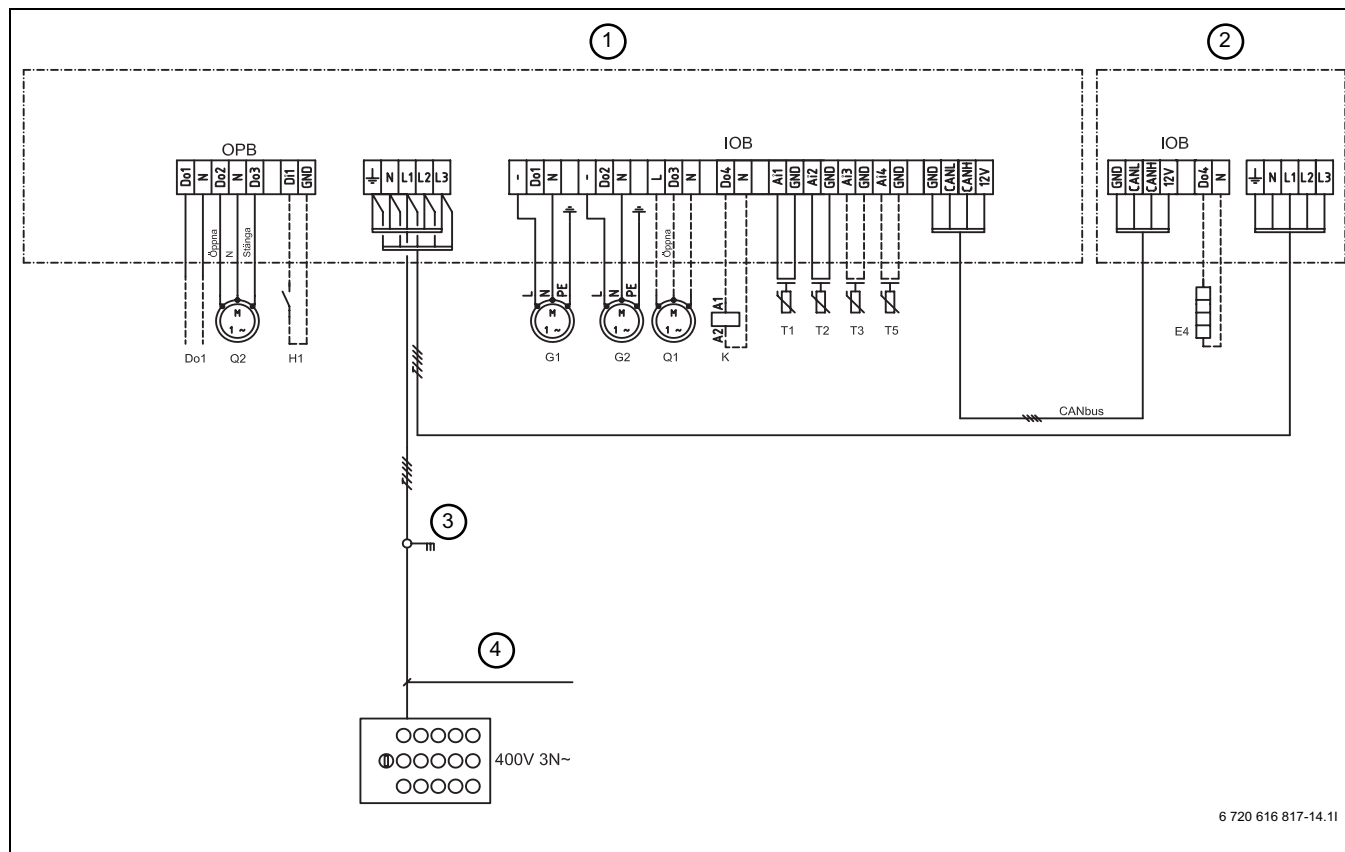 1
2
OPB
IOB
IOB
Do1 N Do2 N Do3 Di1 GND
N L1 L2 L3
- Do1 N - Do2 N L Do3 N Do4 N Ai1 GND Ai2 GND Ai3 GND Ai4 GND GND CANL CANH 12V
GND CANL CANH 12V Do4 N
N L1 L2 L3
Öppna
N
Stänga
Öppna
L N PE
L N PE
A1
A2
M
1 ~
M
1 ~
M
1 ~
M
1 ~
Do1
Q2
H1
G1
G2
Q1
K
T1
T2
T3
T5
E4
CANbus
3
4
400V 3N~
6 720 616 817-14.1I